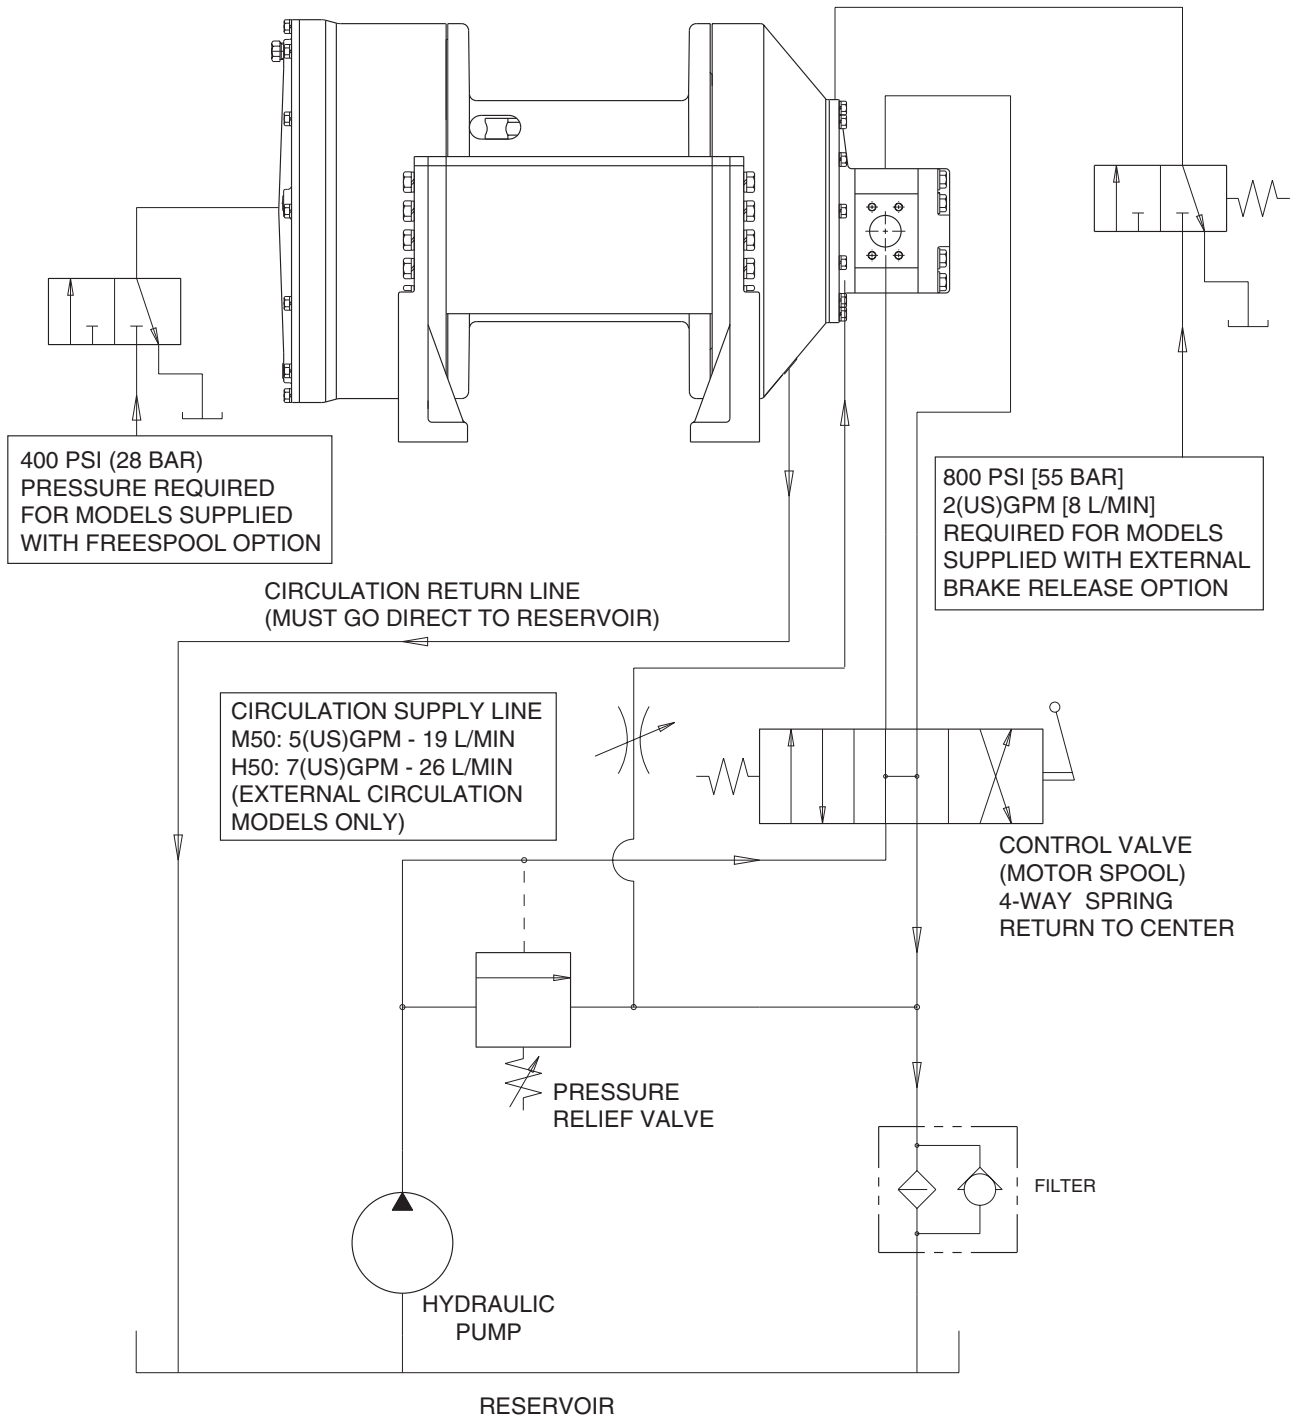 400 PSI (28 BAR)
PRESSURE REQUIRED
FOR MODELS SUPPLIED
WITH FREESPOOL OPTION
800 PSI [55 BAR]
2(US)GPM [8 L/MIN]
REQUIRED FOR MODELS
SUPPLIED WITH EXTERNAL
BRAKE RELEASE OPTION
CIRCULATION RETURN LINE
(MUST GO DIRECT TO RESERVOIR)
CIRCULATION SUPPLY LINE
M50: 5(US)GPM - 19 L/MIN
H50: 7(US)GPM - 26 L/MIN
(EXTERNAL CIRCULATION
MODELS ONLY)
CONTROL VALVE
(MOTOR SPOOL)
4-WAY SPRING
RETURN TO CENTER
PRESSURE
RELIEF VALVE
FILTER
HYDRAULIC
PUMP
RESERVOIR